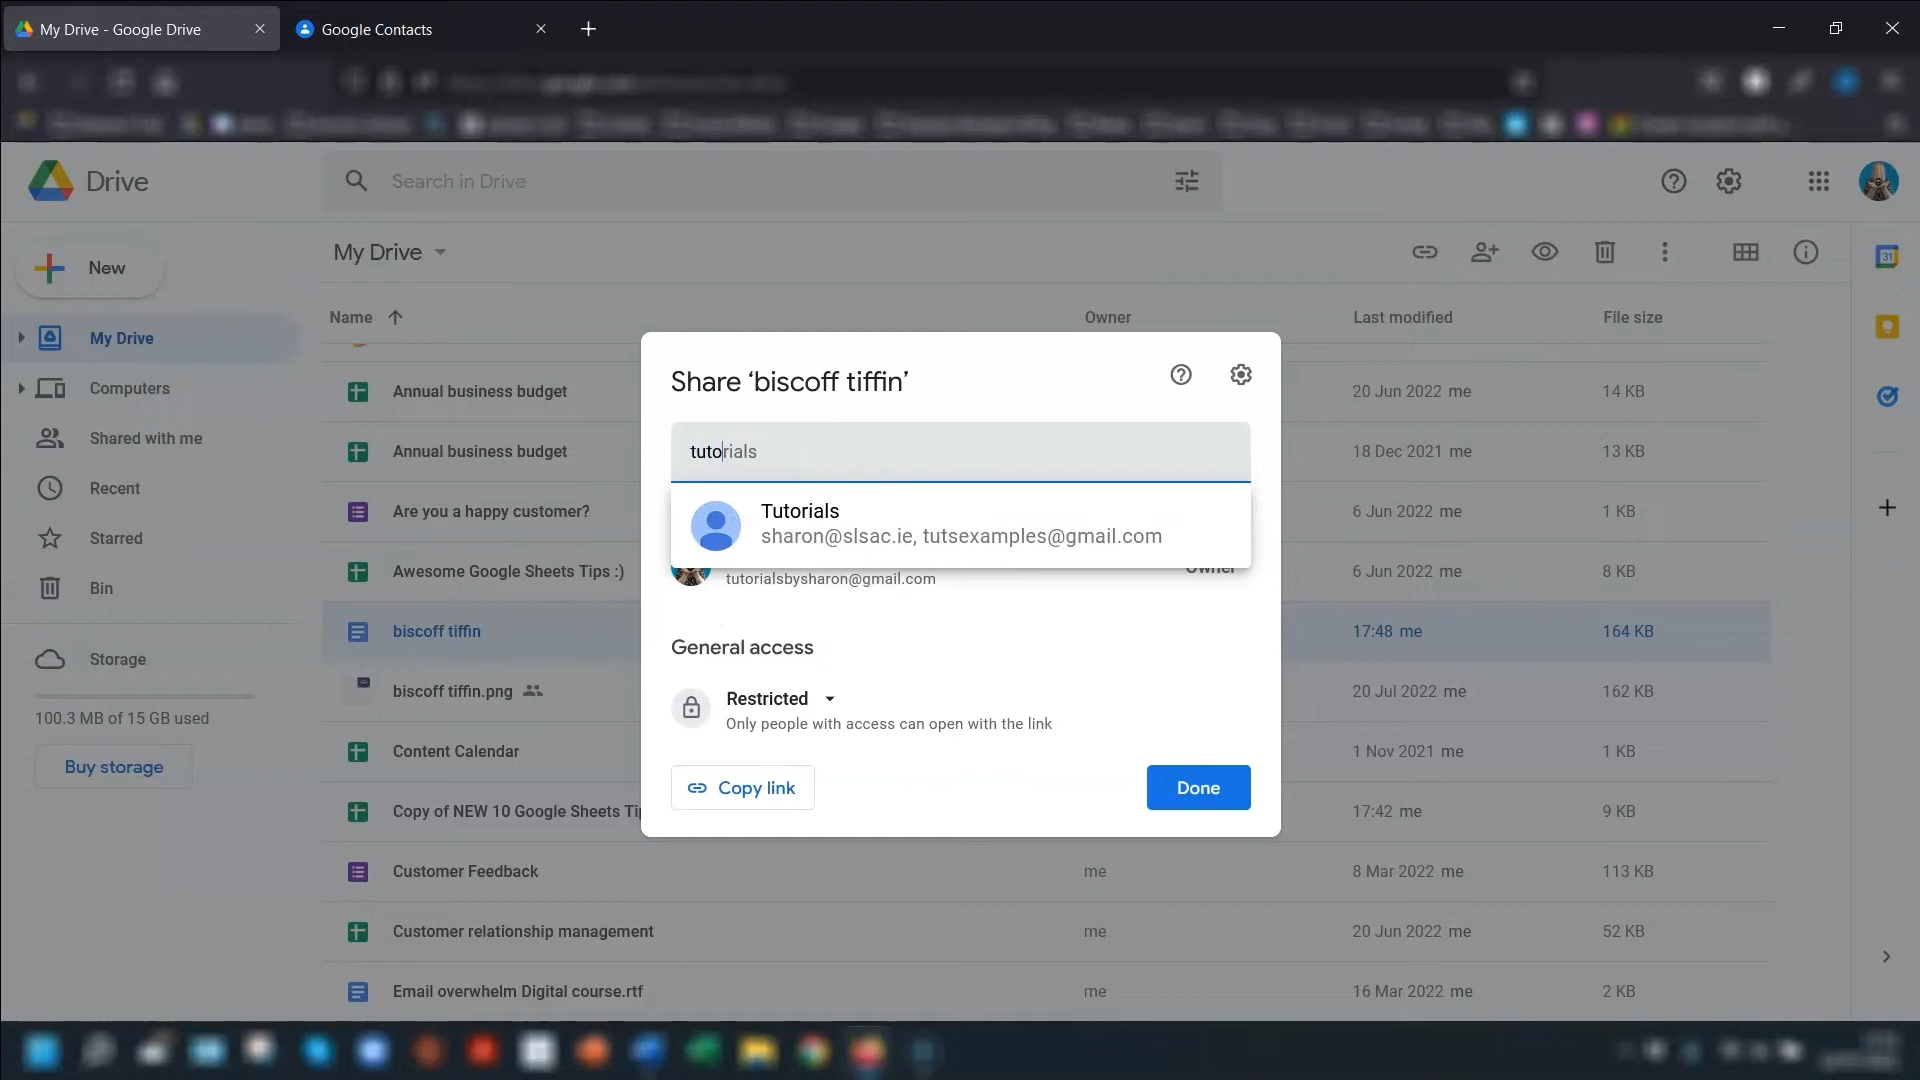 My Drive - Google Drive
Google Contacts
Drive
Search in Drive
New
My Drive
Name
Owner
Last modified
File size
31
My Drive
Computers
Shared with me
Recent
Starred
Bin
Storage
100.3 MB of 15 GB used
Buy storage
Annual business budget
20 Jun 2022 me
14 KB
Annual business budget
18 Dec 2021 me
13 KB
Are you a happy customer?
6 Jun 2022 me
1 KB
Awesome Google Sheets Tips :)
6 Jun 2022 me
8 KB
biscoff tiffin
17:48 me
164 KB
biscoff tiffin.png
20 Jul 2022 me
162 KB
Content Calendar
1 Nov 2021 me
1 KB
Copy of NEW 10 Google Sheets
17:42 me
9 KB
Customer Feedback
me
8 Mar 2022 me
113 KB
Customer relationship management
me
20 Jun 2022 me
52 KB
Email overwhelm Digital course.rtf
me
16 Mar 2022 me
2 KB
Share ‘biscoff tiffin’
tutorials
Tutorials
sharon@slsac.ie, tutsexamples@gmail.com
tutorialsbysharon@gmail.com
Owner
General access
Restricted
Only people with access can open with the link
Copy link
Done